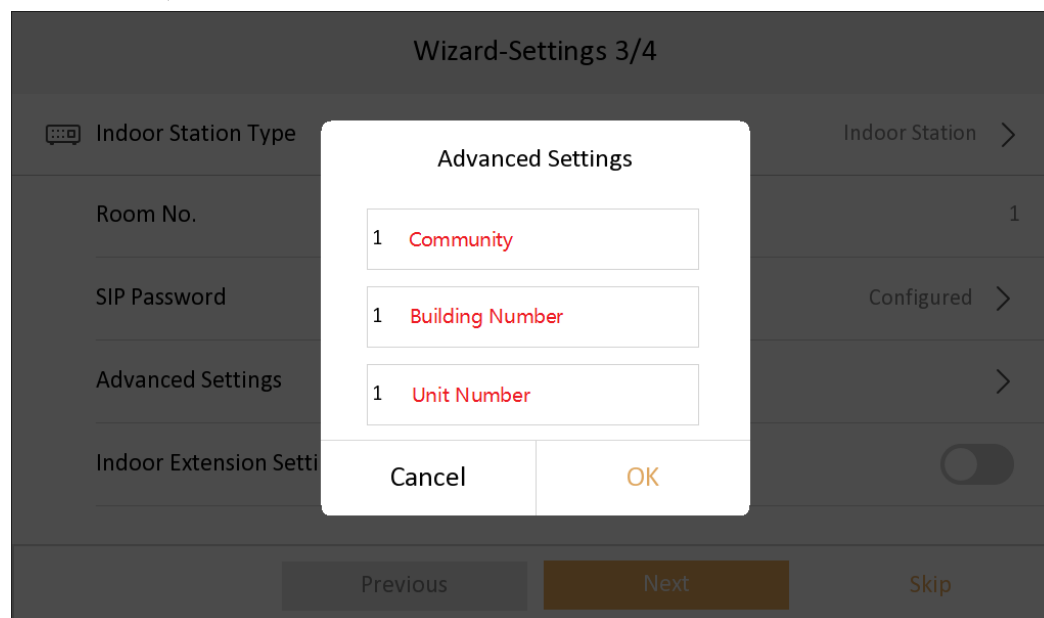 Wizard-Settings 3/4
Indoor Station Type
Indoor Station
Advanced Settings
Room No.
1
1 Community
SIP Password
Configured
1 Building Number
Advanced Settings
1 Unit Number
Indoor Extension Setti
Cancel
OK
Previous
Next
Skip